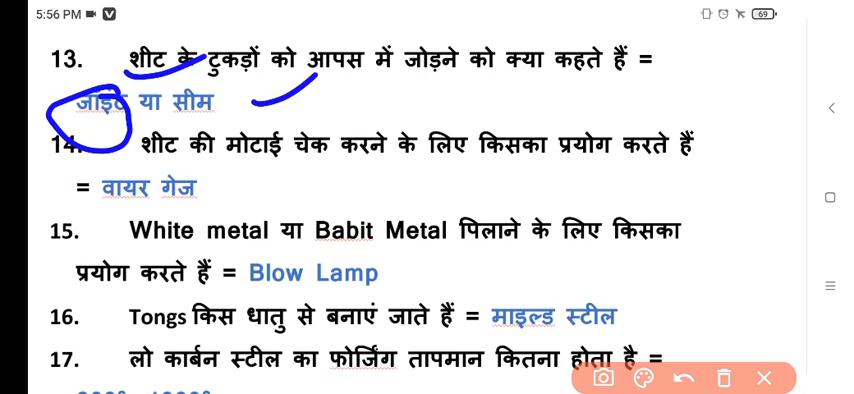 5:56 PM
69
13. शीट के टुकड़ों को आपस में जोड़ने को क्या कहते हैं =
जाइंट या सीम
14. शीट की मोटाई चेक करने के लिए किसका प्रयोग करते हैं
= वायर गेज
15. White metal या Babit Metal पिलाने के लिए किसका
प्रयोग करते हैं = Blow Lamp
16. Tongs किस धातु से बनाएं जाते हैं = माइल्ड स्टील
17. लो कार्बन स्टील का फोर्जिंग तापमान कितना होता है =